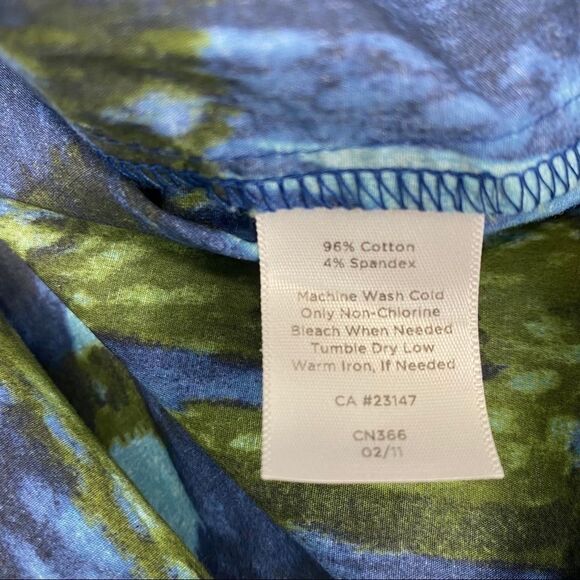 96% Cotton
4% Spandex
Machine Wash Cold
Only Non-Chlorine
Bleach When Needed
Tumble Dry Low
Warm Iron, If Needed
CA #23147
CN366
02/11